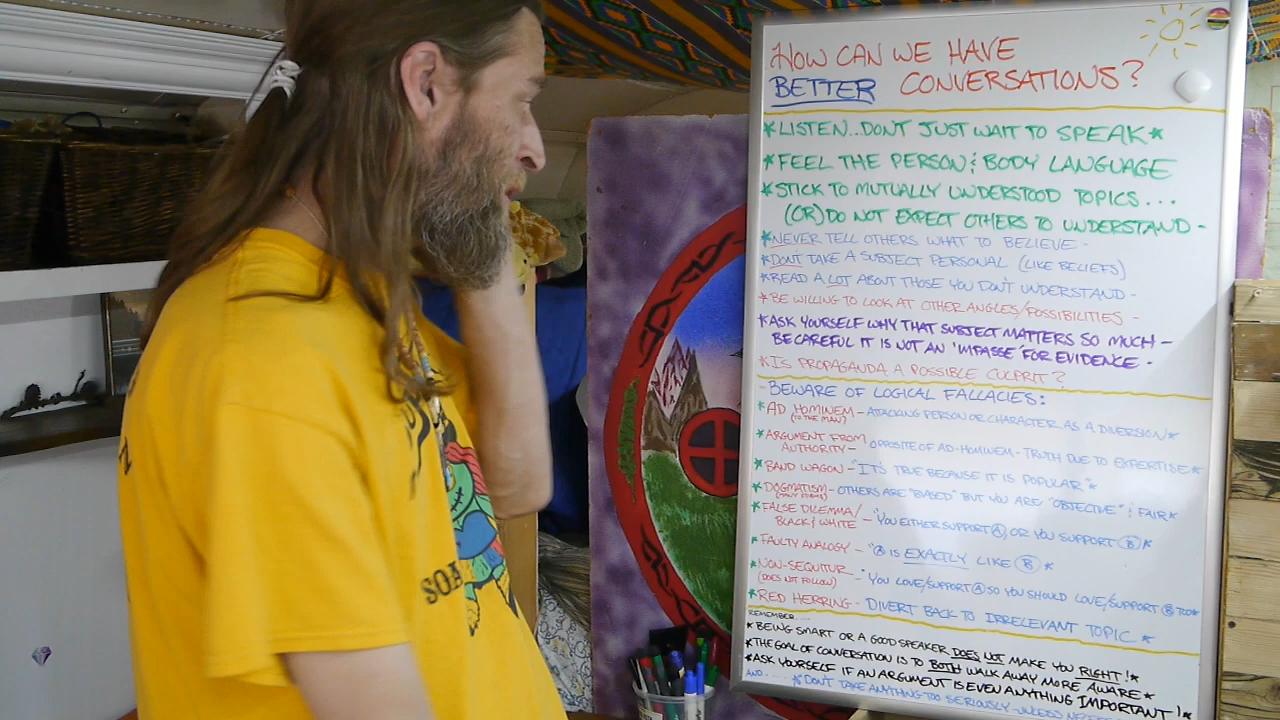 HOW CAN WE HAVE
BETTER CONVERSATIONS?
*LISTEN..DONT JUST WAIT TO SPEAK*
*FEEL THE PERSON & BODY LANGUAGE
*STICK TO MUTUALLY UNDERSTOOD TOPICS...
(OR) DO NOT EXPECT OTHERS TO UNDERSTAND-
*NEVER TELL OTHERS WHAT TO BELIEVE-
*DONT TAKE A SUBJECT PERSONAL (LIKE BELIEFS)
*READ A LOT ABOUT THOSE YOU DON'T UNDERSTAND-
*BE WILLING TO LOOK AT OTHER ANGLES/POSSIBILITIES-
*ASK YOURSELF WHY THAT SUBJECT MATTERS SO MUCH-
BE CAREFUL IT IS NOT AN 'IMPASSE' FOR EVIDENCE-
*IS PROPAGANDA A POSSIBLE CULPRIT?
-BEWARE OF LOGICAL FALLACIES:
*AD HOMINEM - ATTACKING PERSON OR CHARACTER AS A DIVERSION*
(TO THE MAN)
*ARGUMENT FROM
AUTHORITY- OPPOSITE OF AD-HOMINEM - TRUTH DUE TO EXPERTISE*
*BAND WAGON-"IT'S TRUE BECAUSE IT IS POPULAR"*
*DOGMATISM- OTHERS ARE "BIASED" BUT YOU ARE "OBJECTIVE" & FAIR*
*FALSE DILEMMA/
BLACK & WHITE - "YOU EITHER SUPPORT A, OR YOU SUPPORT B*
*FAULTY ANALOGY - "A IS EXACTLY LIKE B*
*NON-SEQUITUR - "YOU LOVE/SUPPORT A SO YOU SHOULD LOVE/SUPPORT B TOO*
(DOES NOT FOLLOW)
*RED HERRING- DIVERT BACK TO IRRELEVANT TOPIC*
REMEMBER....
*BEING SMART OR A GOOD SPEAKER DOES NOT MAKE YOU RIGHT!*
*THE GOAL OF CONVERSATION IS TO BOTH WALK AWAY MORE AWARE*
*ASK YOURSELF IF AN ARGUMENT IS EVEN ANYTHING IMPORTANT!*
AND.....*DON'T TAKE ANYTHING TOO SERIOUSLY-UNLESS